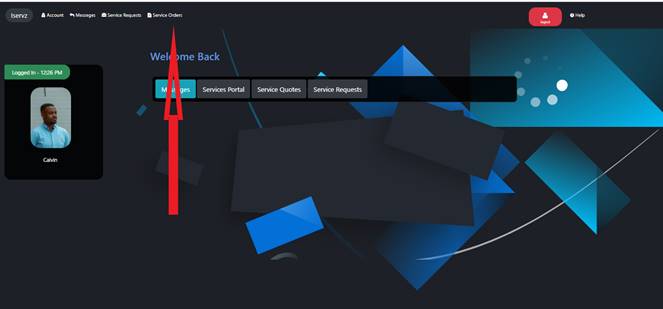 lservz Account Messages Service Requests Service Orders logout Help
Welcome Back
Logged In - 12:26 PM
Messages Services Portal Service Quotes Service Requests
Calvin